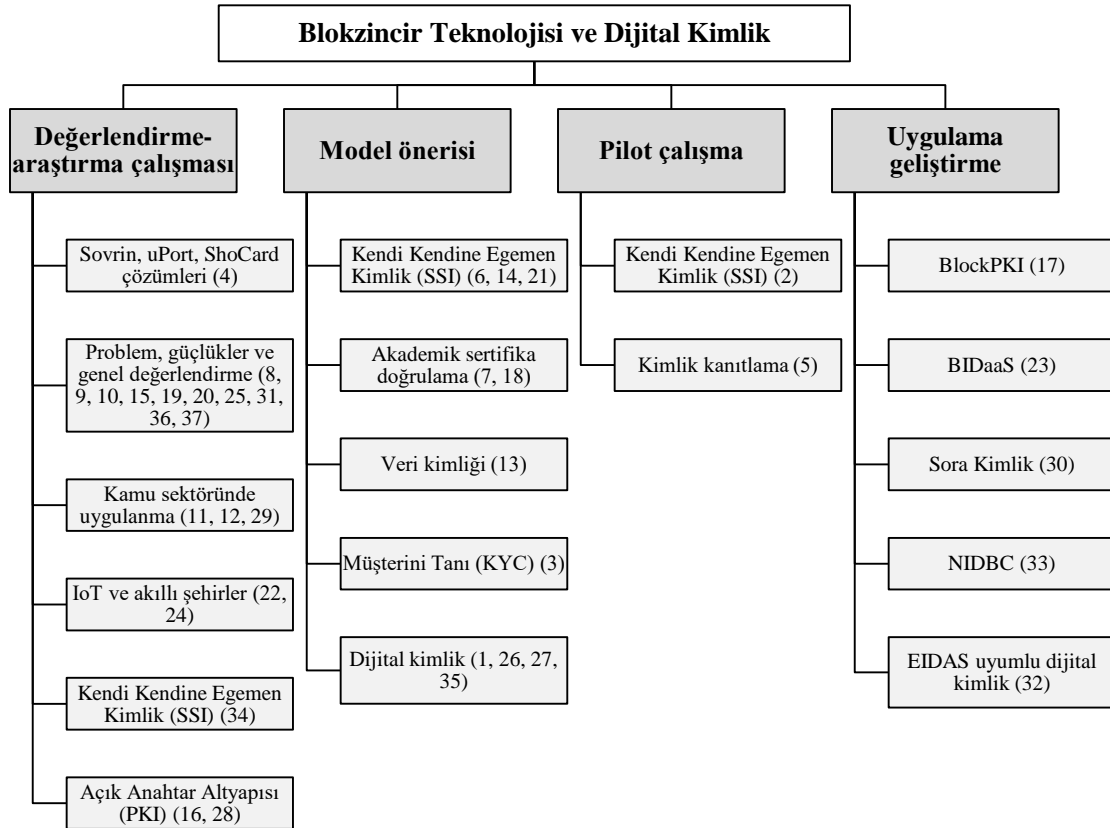 Blokzincir Teknolojisi ve Dijital Kimlik
Değerlendirme-
araştırma çalışması
Sovrin, uPort, ShoCard
çözümleri (4)
Problem, güçlükler ve
genel değerlendirme (8,
9, 10, 15, 19, 20, 25, 31,
36, 37)
Kamu sektöründe
uygulanma (11, 12, 29)
IoT ve akıllı şehirler (22,
24)
Kendi Kendine Egemen
Kimlik (SSI) (34)
Açık Anahtar Altyapısı
(PKI) (16, 28)
Model önerisi
Kendi Kendine Egemen
Kimlik (SSI) (6, 14, 21)
Akademik sertifika
doğrulama (7, 18)
Veri kimliği (13)
Müşterini Tanı (KYC) (3)
Dijital kimlik (1, 26, 27,
35)
Pilot çalışma
Kendi Kendine Egemen
Kimlik (SSI) (2)
Kimlik kanıtlama (5)
Uygulama
geliştirme
BlockPKI (17)
BIDaaS (23)
Sora Kimlik (30)
NIDBC (33)
EIDAS uyumlu dijital
kimlik (32)